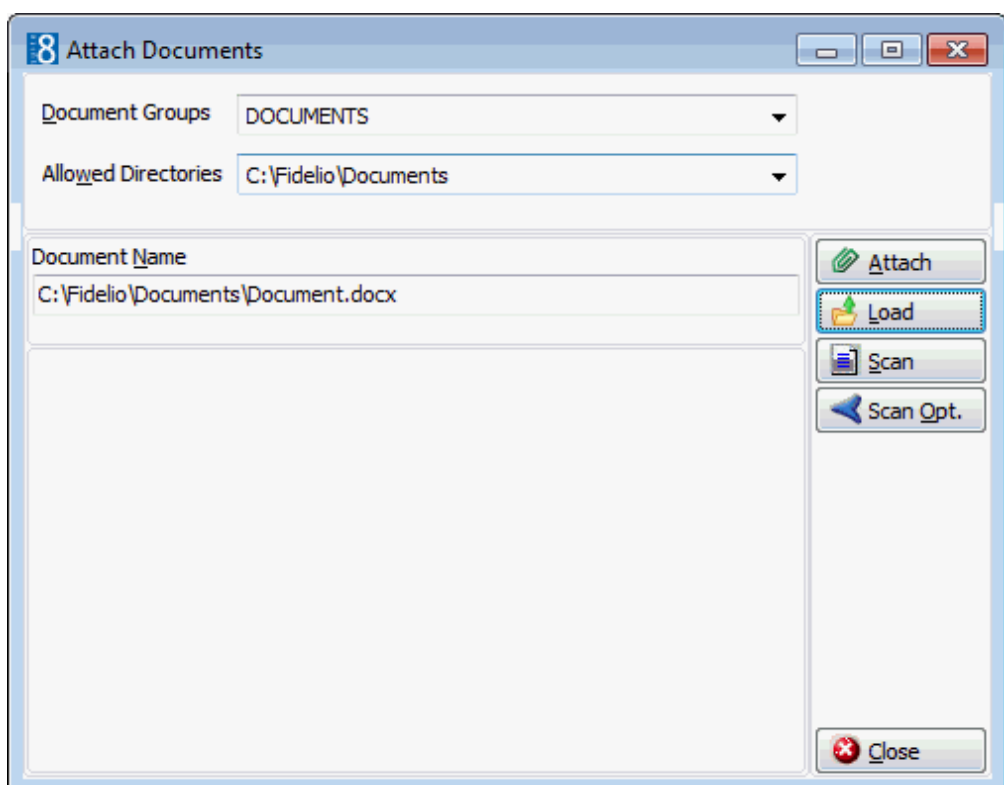 8 Attach Documents
Document Groups DOCUMENTS
Allowed Directories C:\Fidelio\Documents
Document Name
C:\Fidelio\Documents\Document.docx
Attach
Load
Scan
Scan Opt.
Close